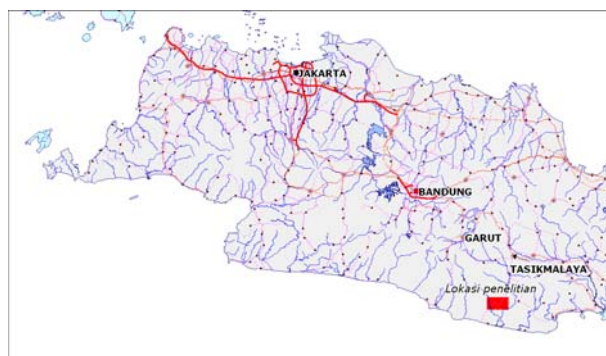 JAKARTA
BANDUNG
GARUT
TASIKMALAYA
Lokasi penelitian